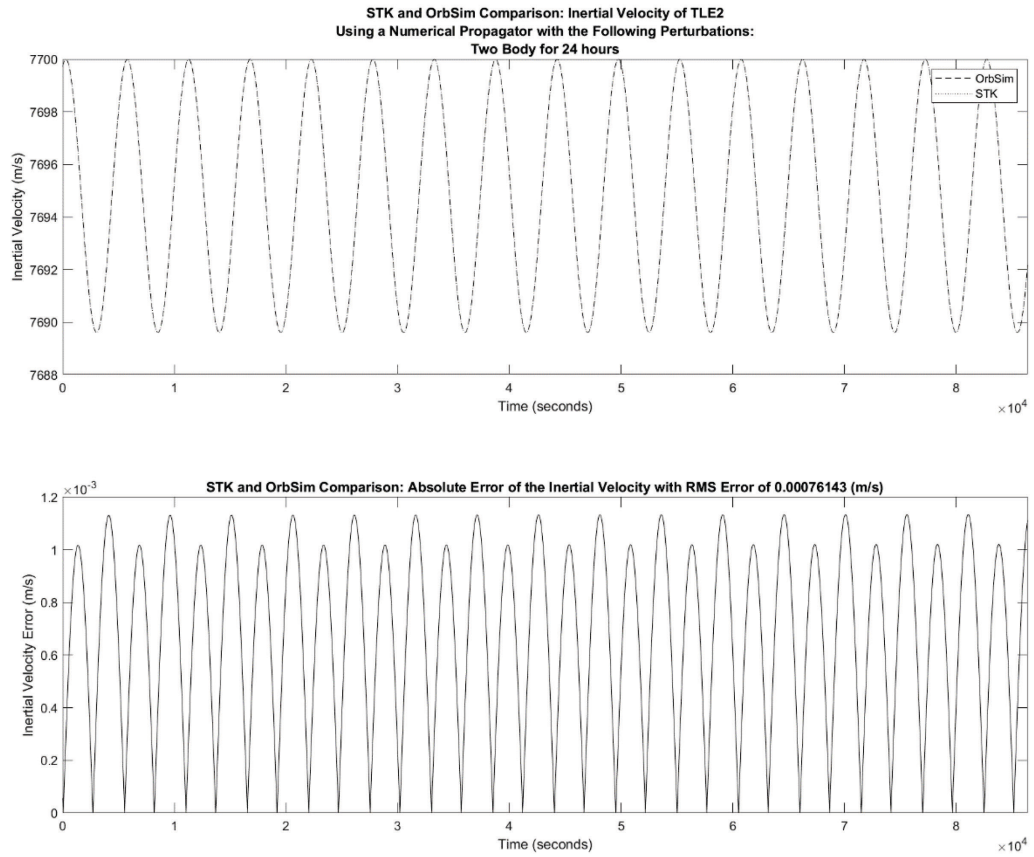 STK and OrbSim Comparison: Inertial Velocity of TLE2
Using a Numerical Propagator with the Following Perturbations:
Two Body for 24 hours
7700
7698
7696
7694
7692
7690
7688
Inertial Velocity (m/s)
OrbSim
STK
0 1 2 3 4 5 6 7 8
Time (seconds)
×10⁴
STK and OrbSim Comparison: Absolute Error of the Inertial Velocity with RMS Error of 0.00076143 (m/s)
×10⁻³
1.2
1
0.8
0.6
0.4
0.2
0
Inertial Velocity Error (m/s)
0 1 2 3 4 5 6 7 8
Time (seconds)
×10⁴